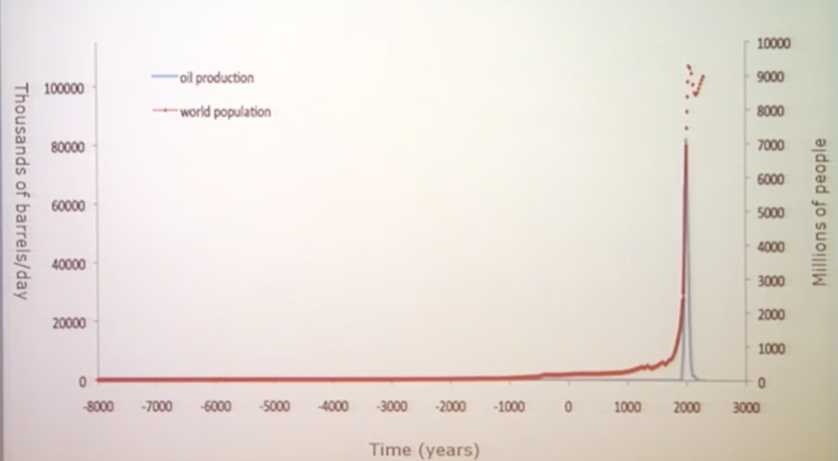 oil production
world population
Thousands of barrels/day
100000
80000
60000
40000
20000
0
Millions of people
10000
9000
8000
7000
6000
5000
4000
3000
2000
1000
0
-8000 -7000 -6000 -5000 -4000 -3000 -2000 -1000 0 1000 2000 3000
Time (years)